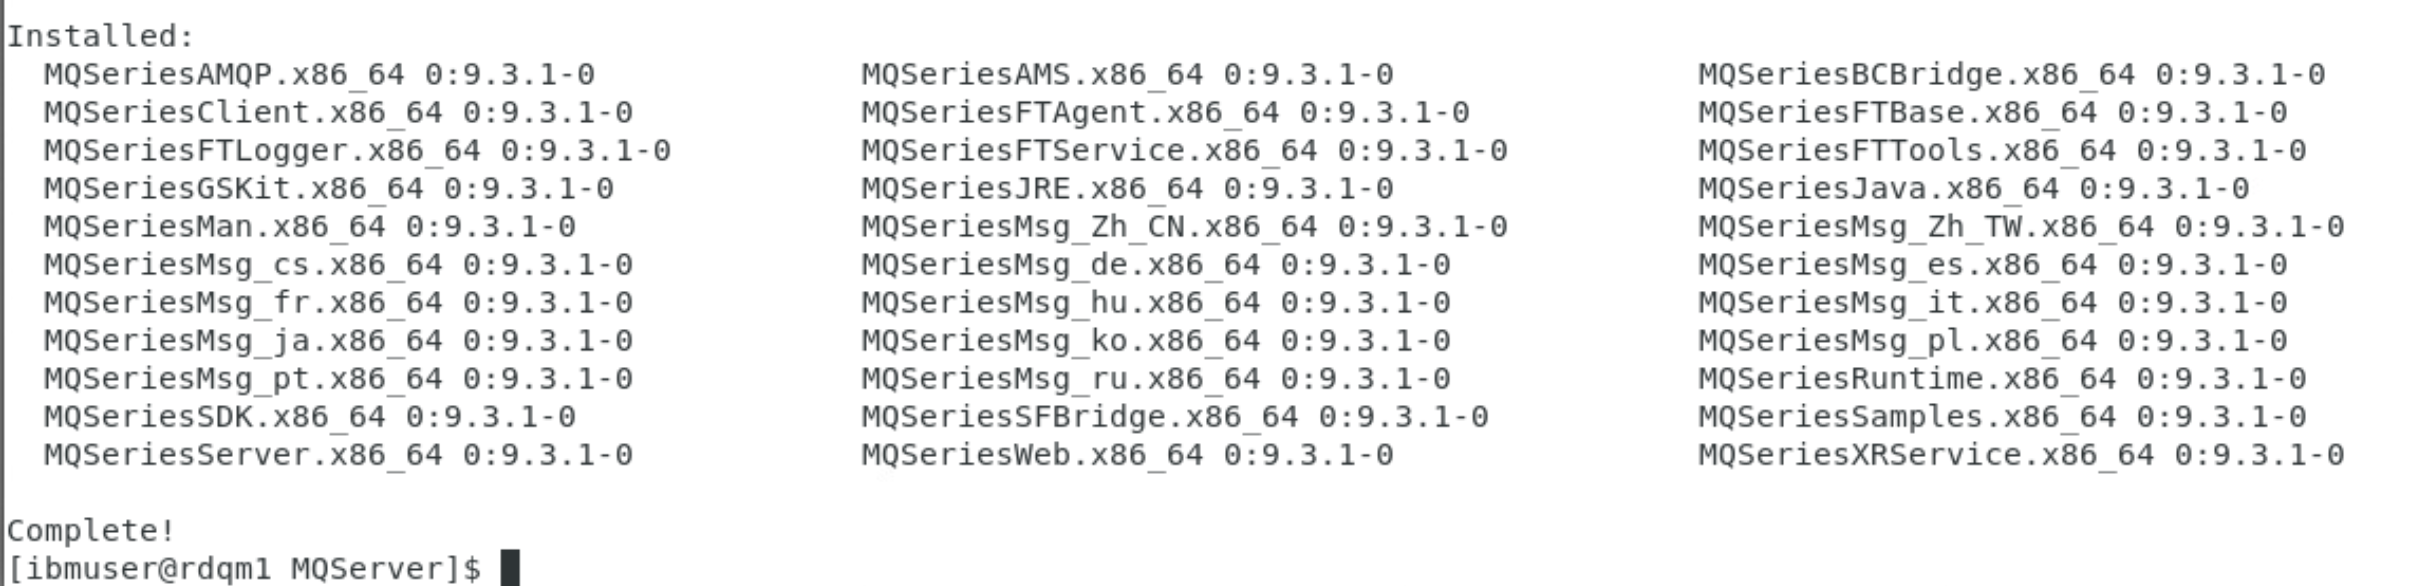 Installed:
  MQSeriesAMQP.x86_64 0:9.3.1-0              MQSeriesAMS.x86_64 0:9.3.1-0                MQSeriesBCBridge.x86_64 0:9.3.1-0
  MQSeriesClient.x86_64 0:9.3.1-0            MQSeriesFTAgent.x86_64 0:9.3.1-0            MQSeriesFTBase.x86_64 0:9.3.1-0
  MQSeriesFTLogger.x86_64 0:9.3.1-0          MQSeriesFTService.x86_64 0:9.3.1-0          MQSeriesFTTools.x86_64 0:9.3.1-0
  MQSeriesGSKit.x86_64 0:9.3.1-0             MQSeriesJRE.x86_64 0:9.3.1-0                MQSeriesJava.x86_64 0:9.3.1-0
  MQSeriesMan.x86_64 0:9.3.1-0               MQSeriesMsg_Zh_CN.x86_64 0:9.3.1-0          MQSeriesMsg_Zh_TW.x86_64 0:9.3.1-0
  MQSeriesMsg_cs.x86_64 0:9.3.1-0            MQSeriesMsg_de.x86_64 0:9.3.1-0             MQSeriesMsg_es.x86_64 0:9.3.1-0
  MQSeriesMsg_fr.x86_64 0:9.3.1-0            MQSeriesMsg_hu.x86_64 0:9.3.1-0             MQSeriesMsg_it.x86_64 0:9.3.1-0
  MQSeriesMsg_ja.x86_64 0:9.3.1-0            MQSeriesMsg_ko.x86_64 0:9.3.1-0             MQSeriesMsg_pl.x86_64 0:9.3.1-0
  MQSeriesMsg_pt.x86_64 0:9.3.1-0            MQSeriesMsg_ru.x86_64 0:9.3.1-0             MQSeriesRuntime.x86_64 0:9.3.1-0
  MQSeriesSDK.x86_64 0:9.3.1-0               MQSeriesSFBridge.x86_64 0:9.3.1-0           MQSeriesSamples.x86_64 0:9.3.1-0
  MQSeriesServer.x86_64 0:9.3.1-0            MQSeriesWeb.x86_64 0:9.3.1-0                MQSeriesXRService.x86_64 0:9.3.1-0

Complete!
[ibmuser@rdqm1 MQServer]$